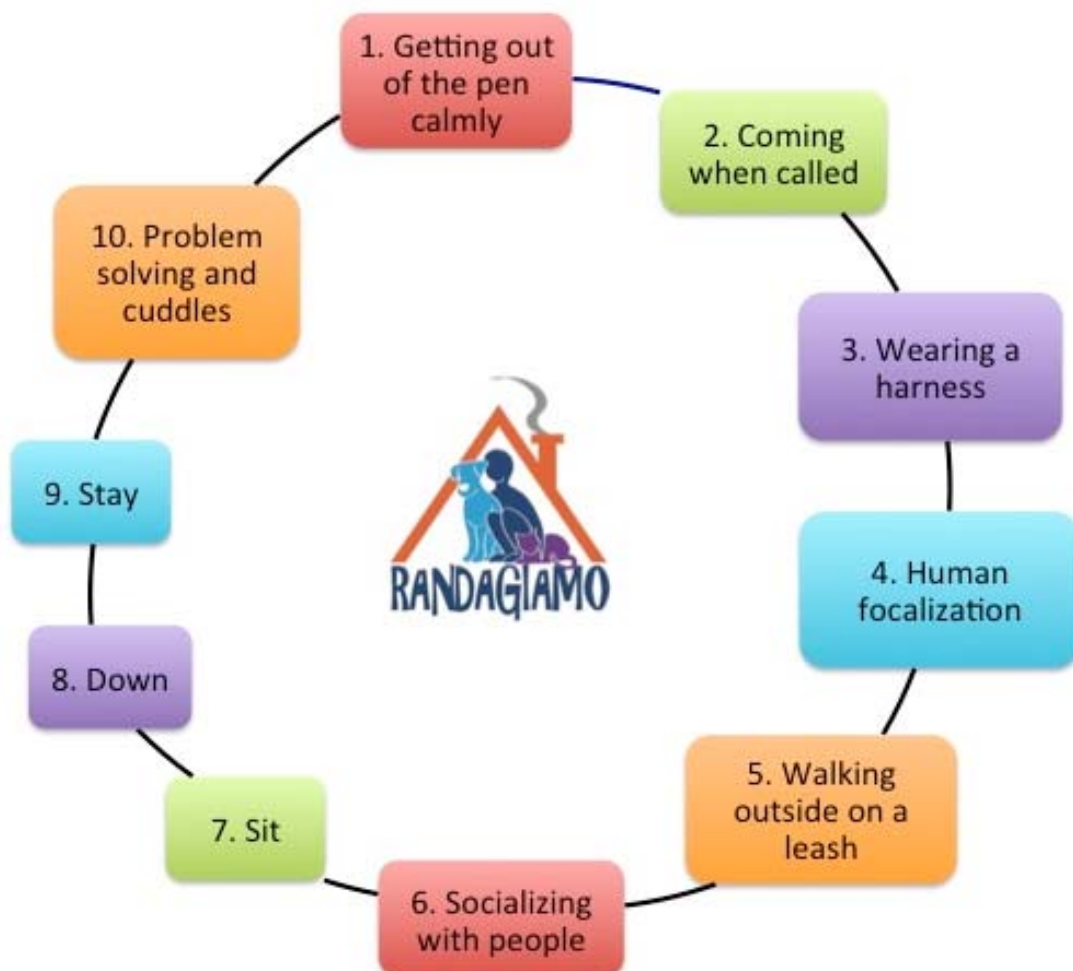 1. Getting out
of the pen
calmly
2. Coming
when called
3. Wearing a
harness
4. Human
focalization
5. Walking
outside on a
leash
6. Socializing
with people
7. Sit
8. Down
9. Stay
10. Problem
solving and
cuddles
RANDAGIAMO